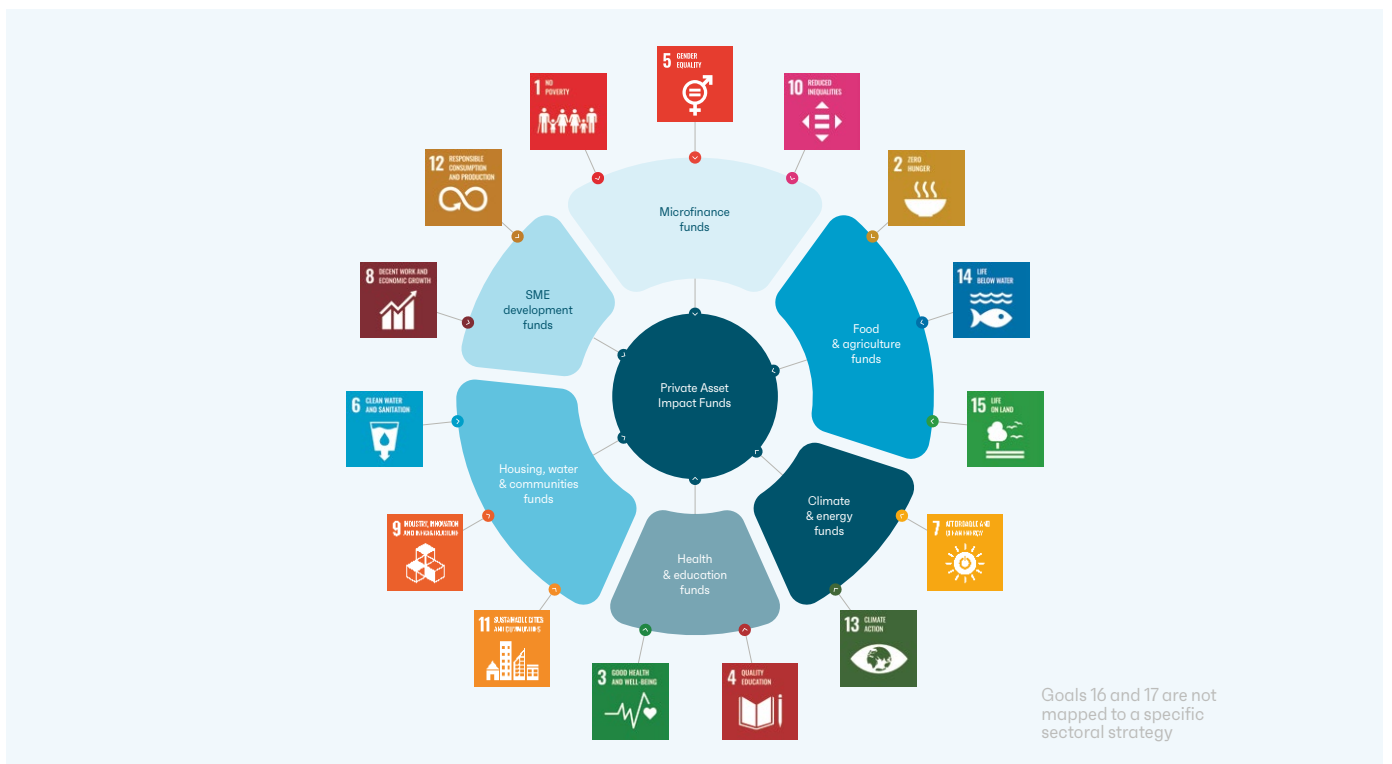 5 GENDER
EQUALITY
1 NO
POVERTY
10 REDUCED
INEQUALITIES
12 RESPONSIBLE
CONSUMPTION
AND PRODUCTION
2 ZERO
HUNGER
Microfinance
funds
8 DECENT WORK AND
ECONOMIC GROWTH
14 LIFE
BELOW WATER
SME
development
funds
Food
& agriculture
funds
Private Asset
Impact Funds
6 CLEAN WATER
AND SANITATION
15 LIFE
ON LAND
Housing, water
& communities
funds
Climate
& energy
funds
9 INDUSTRY, INNOVATION
AND INFRASTRUCTURE
7 AFFORDABLE AND
CLEAN ENERGY
Health
& education
funds
11 SUSTAINABLE CITIES
AND COMMUNITIES
13 CLIMATE
ACTION
3 GOOD HEALTH
AND WELL-BEING
4 QUALITY
EDUCATION
Goals 16 and 17 are not
mapped to a specific
sectoral strategy